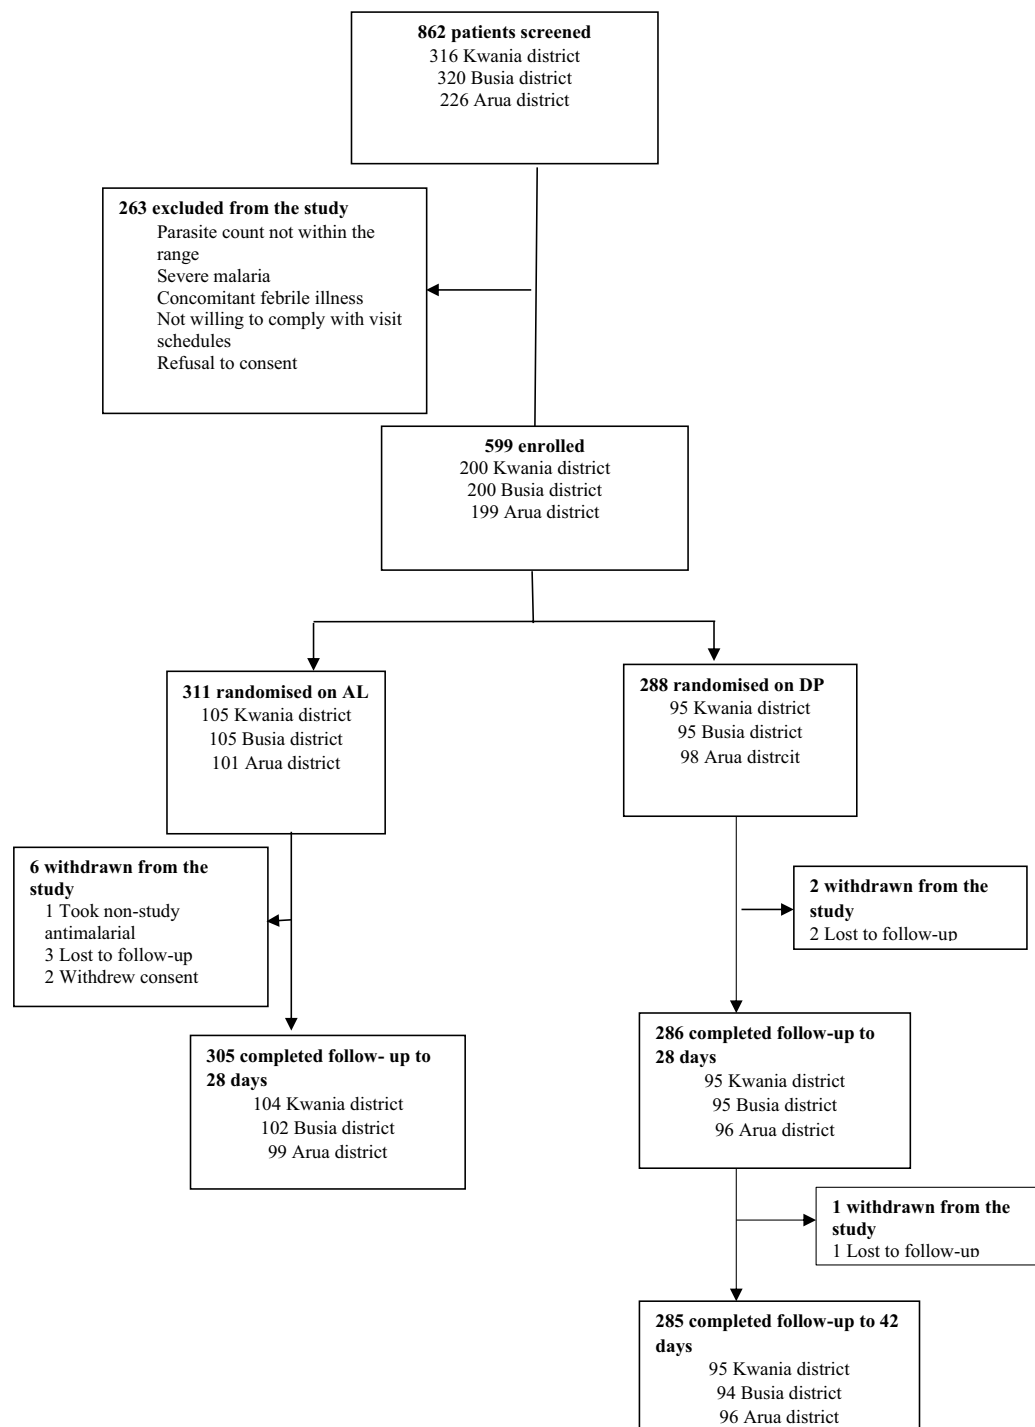 862 patients screened
316 Kwania district
320 Busia district
226 Arua district
263 excluded from the study
Parasite count not within the
range
Severe malaria
Concomitant febrile illness
Not willing to comply with visit
schedules
Refusal to consent
599 enrolled
200 Kwania district
200 Busia district
199 Arua district
311 randomised on AL
105 Kwania district
105 Busia district
101 Arua district
288 randomised on DP
95 Kwania district
95 Busia district
98 Arua distrcit
6 withdrawn from the
study
1 Took non-study
antimalarial
3 Lost to follow-up
2 Withdrew consent
2 withdrawn from the
study
2 Lost to follow-up
305 completed follow- up to
28 days
104 Kwania district
102 Busia district
99 Arua district
286 completed follow-up to
28 days
95 Kwania district
95 Busia district
96 Arua district
1 withdrawn from the
study
1 Lost to follow-up
285 completed follow-up to 42
days
95 Kwania district
94 Busia district
96 Arua district